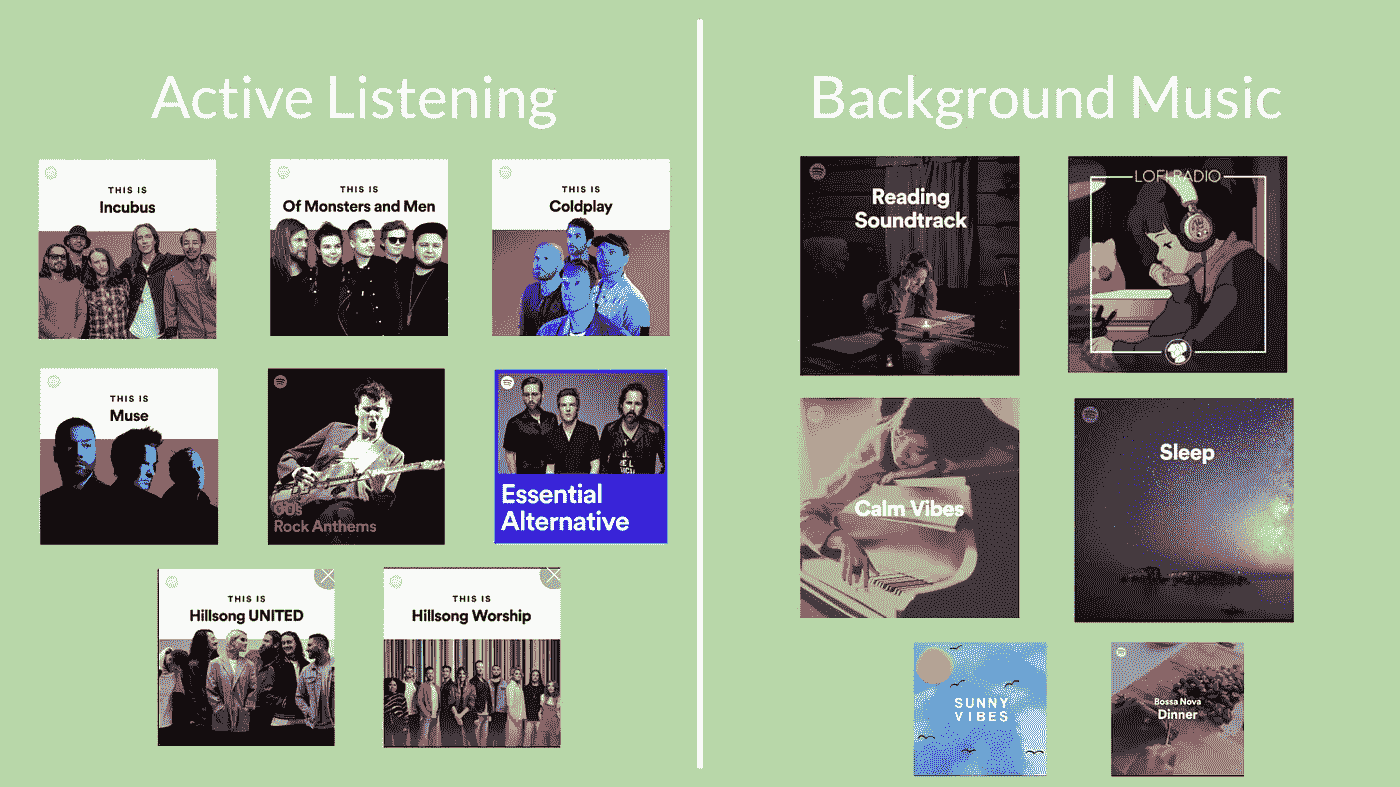 Active Listening
THIS IS
Incubus
THIS IS
Of Monsters and Men
THIS IS
Coldplay
THIS IS
Muse
00s
Rock Anthems
Essential
Alternative
THIS IS
Hillsong UNITED
THIS IS
Hillsong Worship
Background Music
Reading
Soundtrack
LOFI RADIO
Calm Vibes
Sleep
SUNNY
VIBES
Bossa Nova
Dinner